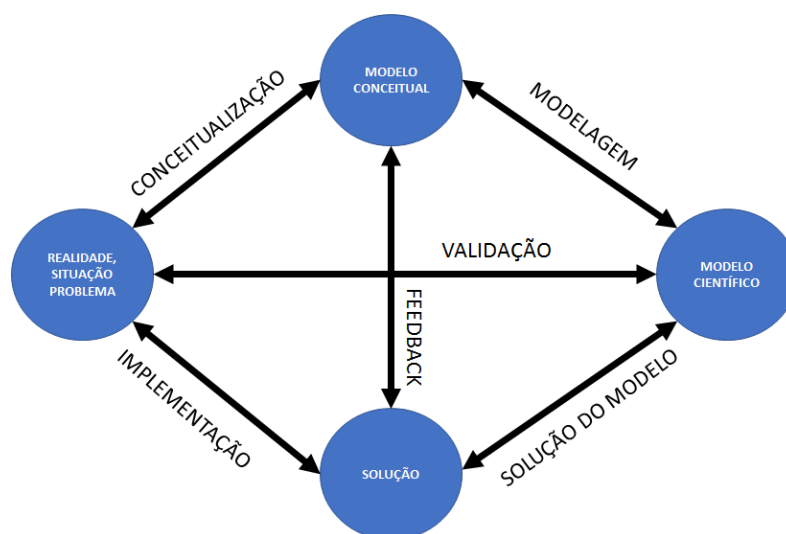 MODELO
CONCEITUAL
CONCEITUALIZAÇÃO
MODELAGEM
REALIDADE,
SITUAÇÃO
PROBLEMA
VALIDAÇÃO
MODELO
CIENTÍFICO
FEEDBACK
IMPLEMENTAÇÃO
SOLUÇÃO DO MODELO
SOLUÇÃO